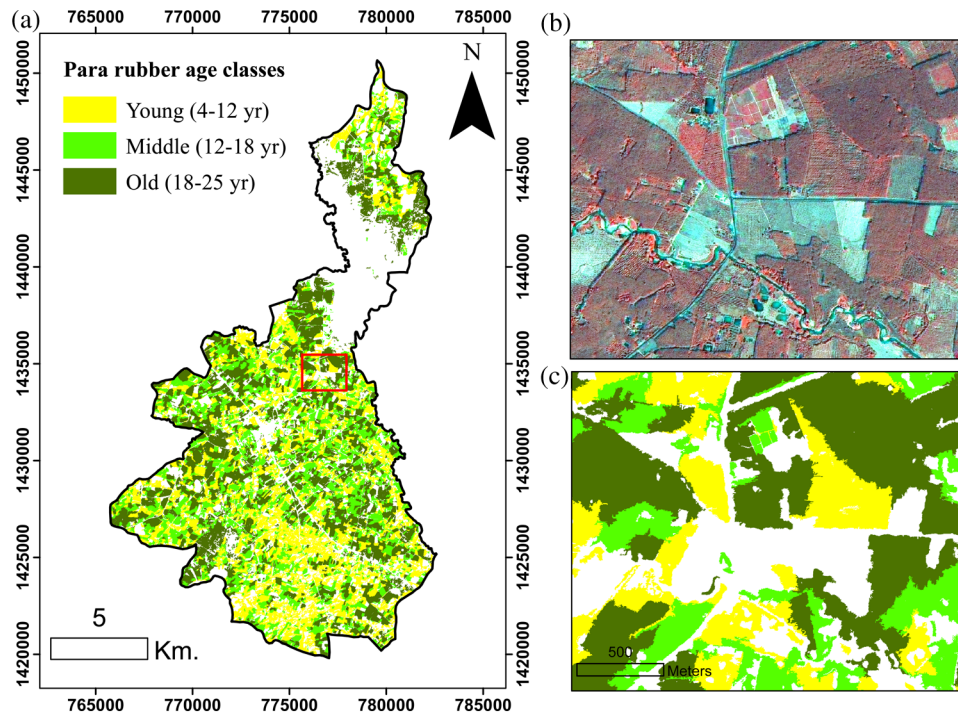 (a)
765000 770000 775000 780000 785000
N
Para rubber age classes
Young (4-12 yr)
Middle (12-18 yr)
Old (18-25 yr)
1450000
1445000
1440000
1435000
1430000
1425000
1420000
1450000
1445000
1440000
1435000
1430000
1425000
1420000
5
Km.
765000 770000 775000 780000 785000
(b)
(c)
500
Meters